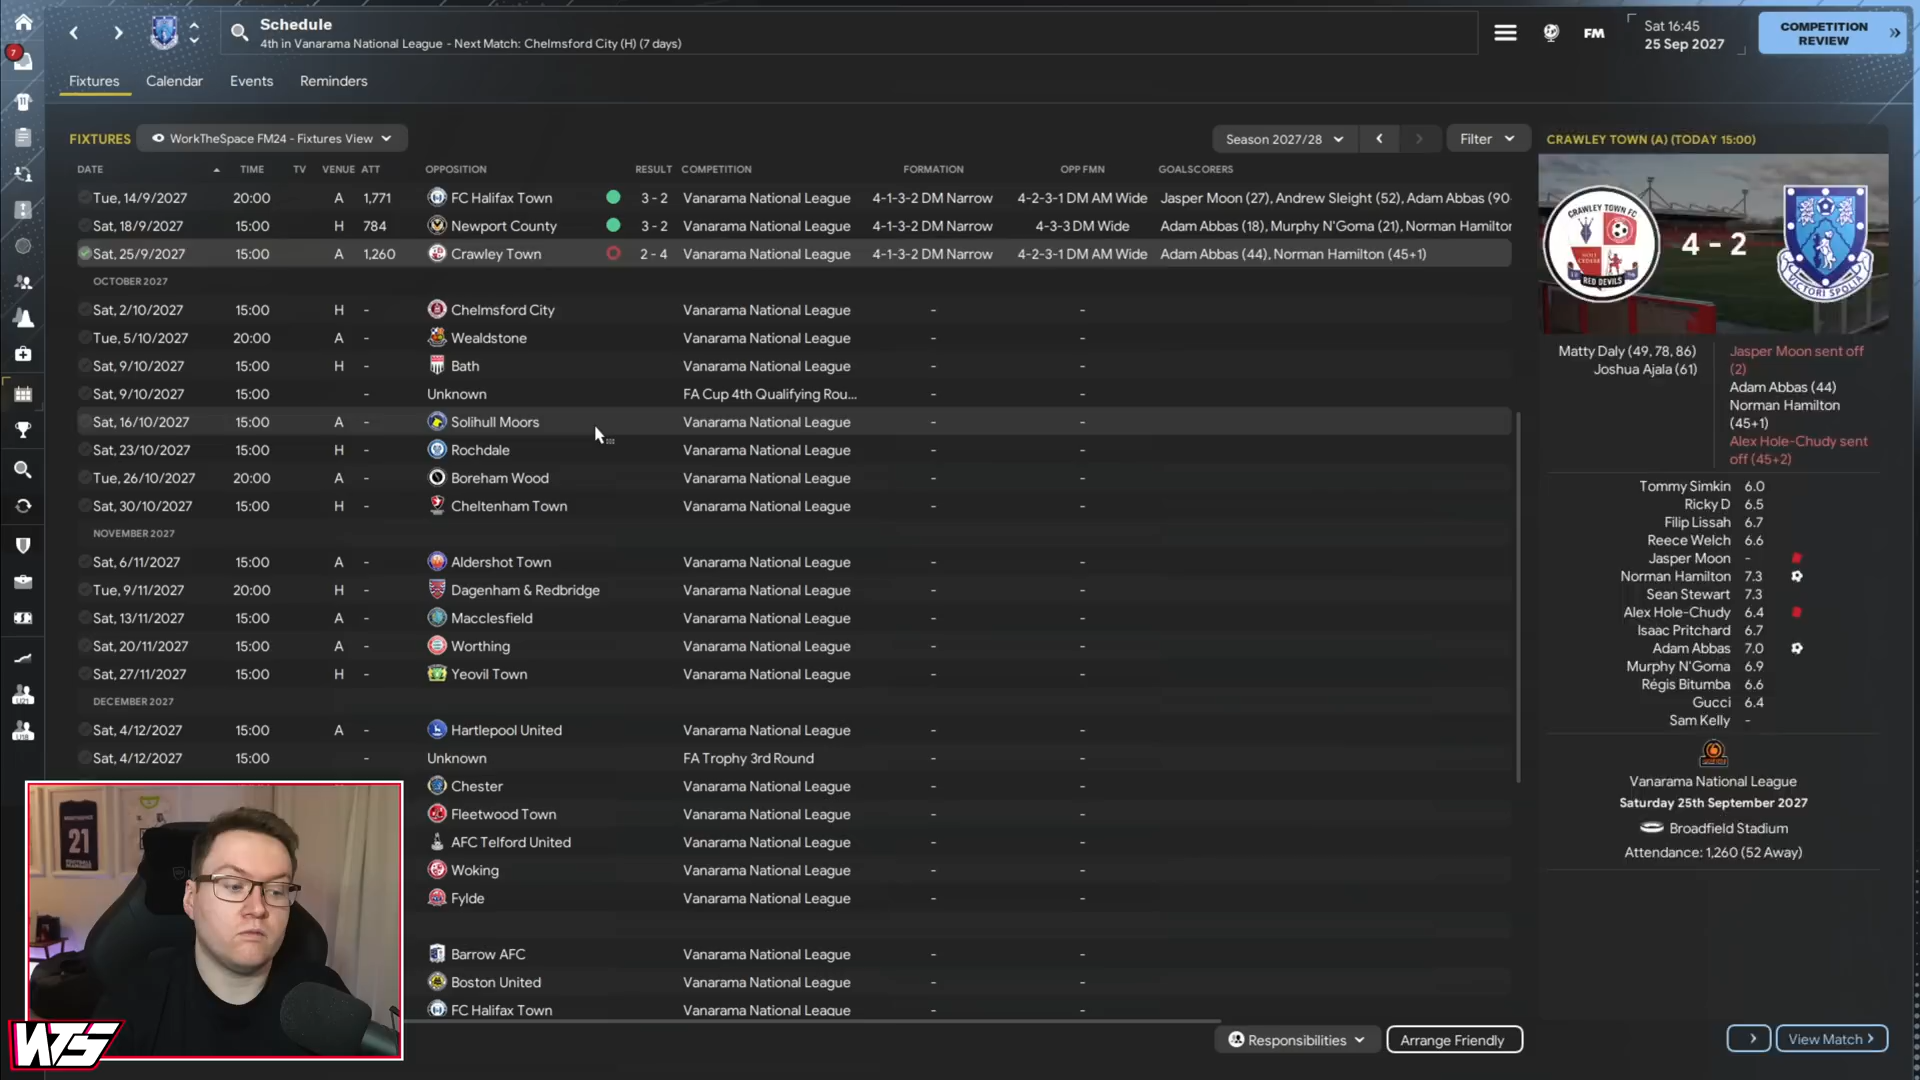 Schedule
4th in Vanarama National League - Next Match: Chelmsford City (H) (7 days)
FM
Sat 16:45
25 Sep 2027
COMPETITION REVIEW
7
Fixtures Calendar Events Reminders
FIXTURES WorkTheSpace FM24 - Fixtures View Season 2027/28 Filter
DATE TIME TV VENUE ATT OPPOSITION RESULT COMPETITION FORMATION OPP FMN GOALSCORERS
Tue, 14/9/2027 20:00 A 1,771 FC Halifax Town 3 - 2 Vanarama National League 4-1-3-2 DM Narrow 4-2-3-1 DM AM Wide Jasper Moon (27), Andrew Sleight (52), Adam Abbas (90
Sat, 18/9/2027 15:00 H 784 Newport County 3 - 2 Vanarama National League 4-1-3-2 DM Narrow 4-3-3 DM Wide Adam Abbas (18), Murphy N'Goma (21), Norman Hamilton
Sat, 25/9/2027 15:00 A 1,260 Crawley Town 2 - 4 Vanarama National League 4-1-3-2 DM Narrow 4-2-3-1 DM AM Wide Adam Abbas (44), Norman Hamilton (45+1)
OCTOBER 2027
Sat, 2/10/2027 15:00 H - Chelmsford City Vanarama National League - -
Tue, 5/10/2027 20:00 A - Wealdstone Vanarama National League - -
Sat, 9/10/2027 15:00 H - Bath Vanarama National League - -
Sat, 9/10/2027 15:00 - Unknown FA Cup 4th Qualifying Rou... - -
Sat, 16/10/2027 15:00 A - Solihull Moors Vanarama National League - -
Sat, 23/10/2027 15:00 H - Rochdale Vanarama National League - -
Tue, 26/10/2027 20:00 A - Boreham Wood Vanarama National League - -
Sat, 30/10/2027 15:00 H - Cheltenham Town Vanarama National League - -
NOVEMBER 2027
Sat, 6/11/2027 15:00 A - Aldershot Town Vanarama National League - -
Tue, 9/11/2027 20:00 H - Dagenham & Redbridge Vanarama National League - -
Sat, 13/11/2027 15:00 A - Macclesfield Vanarama National League - -
Sat, 20/11/2027 15:00 A - Worthing Vanarama National League - -
Sat, 27/11/2027 15:00 H - Yeovil Town Vanarama National League - -
DECEMBER 2027
Sat, 4/12/2027 15:00 A - Hartlepool United Vanarama National League - -
Sat, 4/12/2027 15:00 - Unknown FA Trophy 3rd Round - -
Chester Vanarama National League - -
Fleetwood Town Vanarama National League - -
AFC Telford United Vanarama National League - -
Woking Vanarama National League - -
Fylde Vanarama National League - -
Barrow AFC Vanarama National League - -
Boston United Vanarama National League - -
FC Halifax Town Vanarama National League - -
Responsibilities Arrange Friendly
CRAWLEY TOWN (A) (TODAY 15:00)
CRAWLEY TOWN FC
RED DEVILS
4 - 2
VICTORI SPOLIA
Matty Daly (49, 78, 86)
Joshua Ajala (61)
Jasper Moon sent off
(2)
Adam Abbas (44)
Norman Hamilton
(45+1)
Alex Hole-Chudy sent
off (45+2)
Tommy Simkin 6.0
Ricky D 6.5
Filip Lissah 6.7
Reece Welch 6.6
Jasper Moon -
Norman Hamilton 7.3
Sean Stewart 7.3
Alex Hole-Chudy 6.4
Isaac Pritchard 6.7
Adam Abbas 7.0
Murphy N'Goma 6.9
Régis Bitumba 6.6
Gucci 6.4
Sam Kelly -
Vanarama National League
Saturday 25th September 2027
Broadfield Stadium
Attendance: 1,260 (52 Away)
View Match
U21
U18
21
WTS